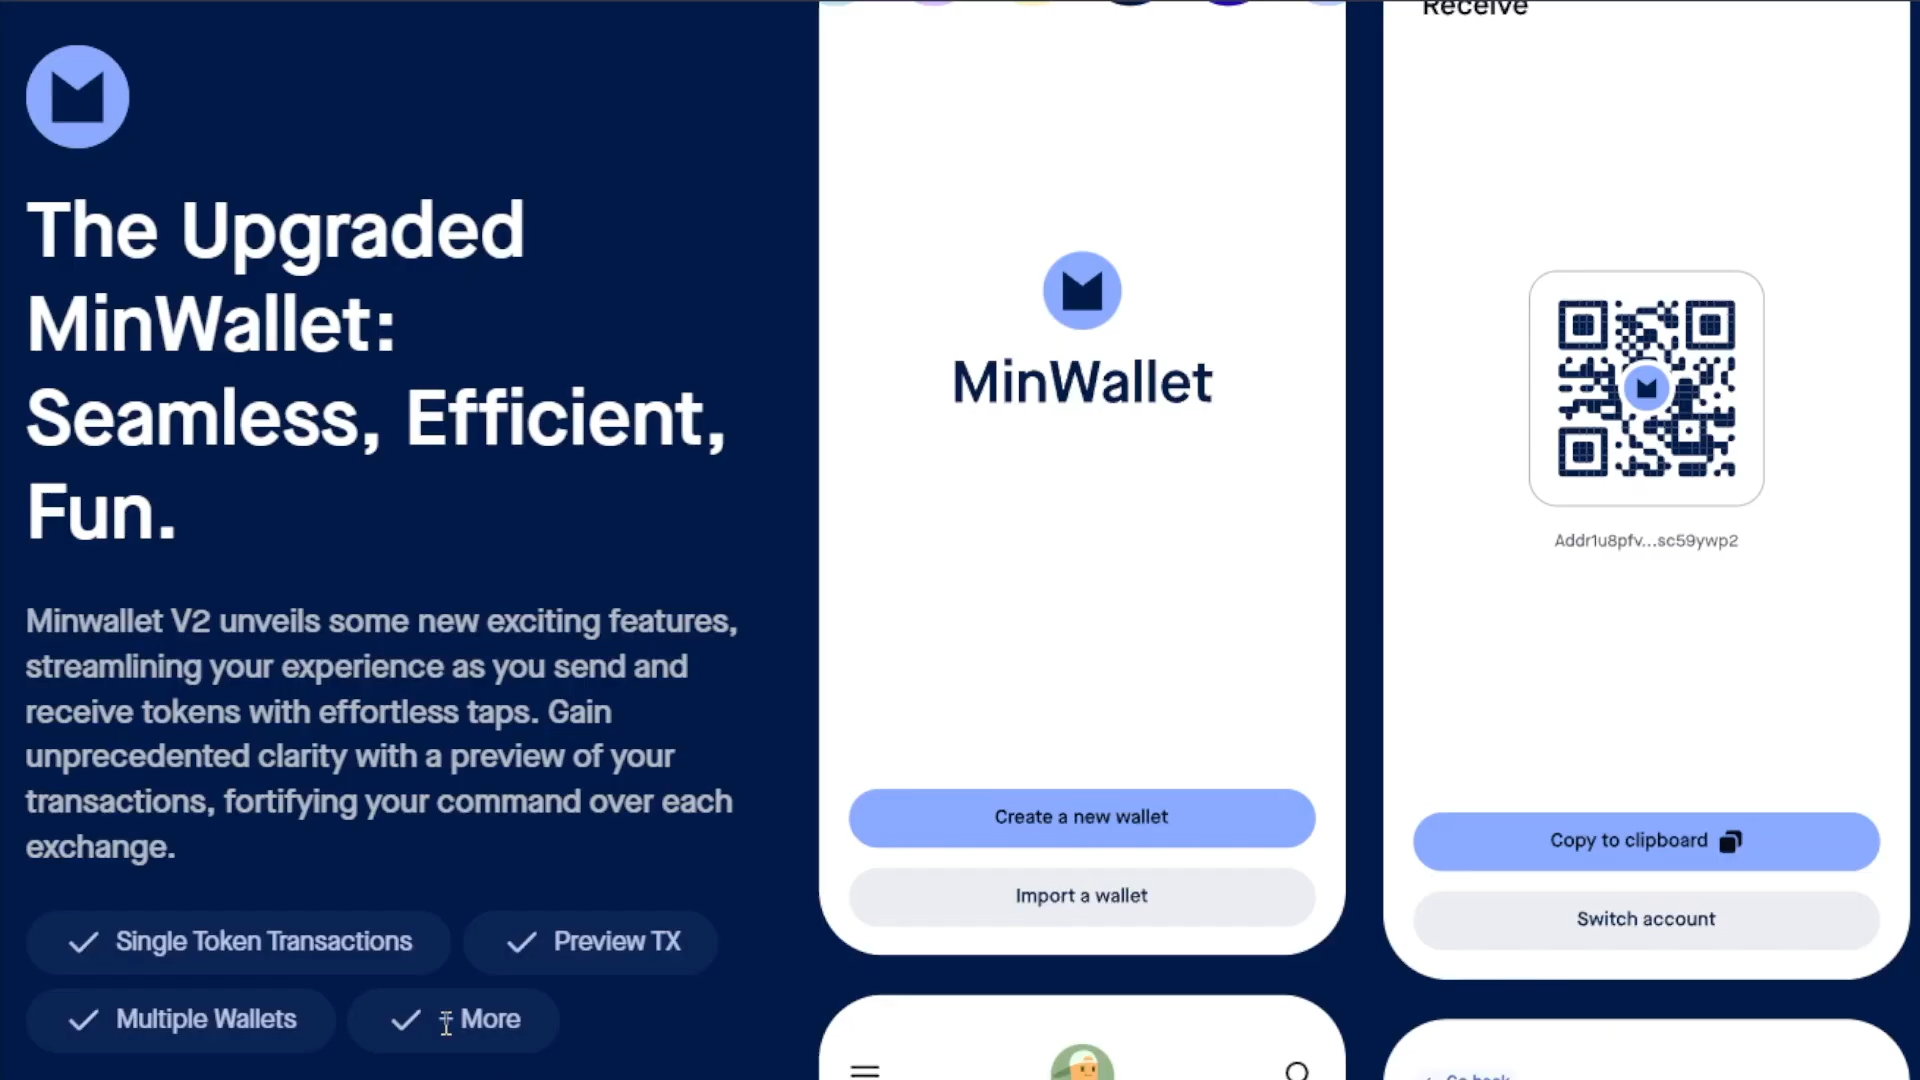 The Upgraded
MinWallet:
Seamless, Efficient,
Fun.
Minwallet V2 unveils some new exciting features,
streamlining your experience as you send and
receive tokens with effortless taps. Gain
unprecedented clarity with a preview of your
transactions, fortifying your command over each
exchange.
Single Token Transactions
Preview TX
Multiple Wallets
+ More
MinWallet
Create a new wallet
Import a wallet
Receive
Addr1u8pfv...sc59ywp2
Copy to clipboard
Switch account
Go back